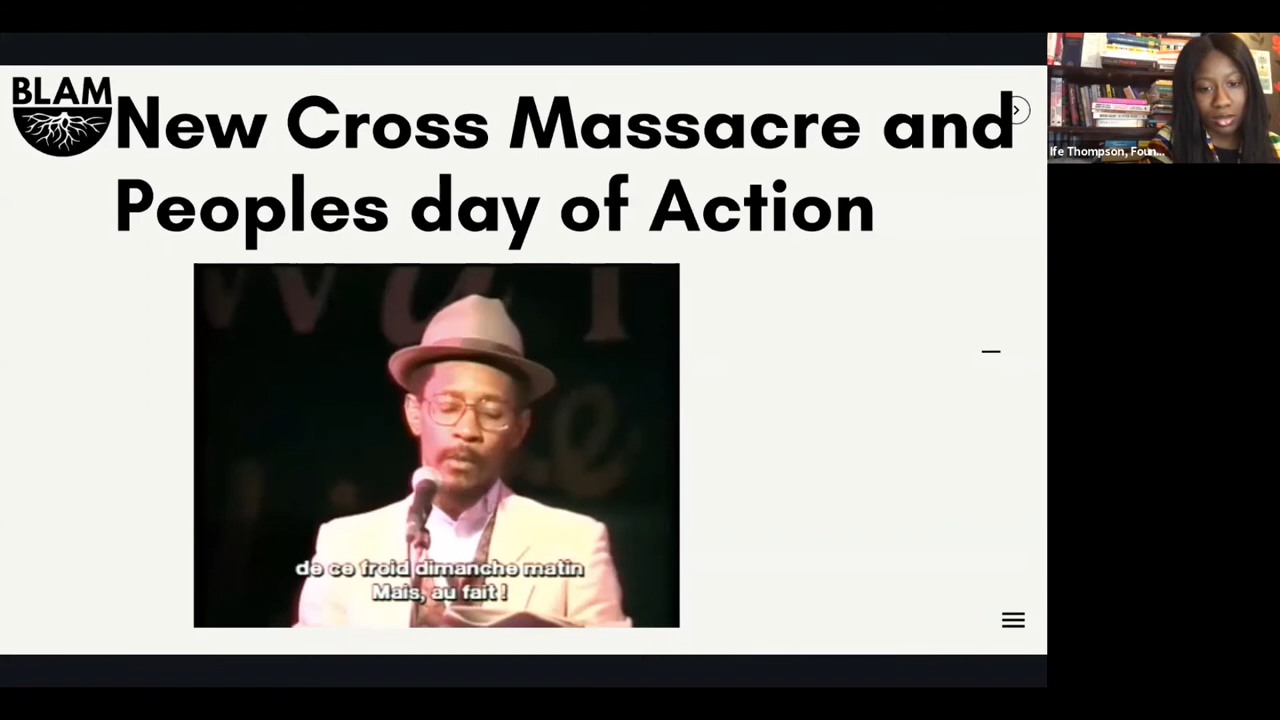 BLAM
New Cross Massacre and
Peoples day of Action
de ce froid dimanche matin
Mais, au fait !
Ife Thompson, Foun...